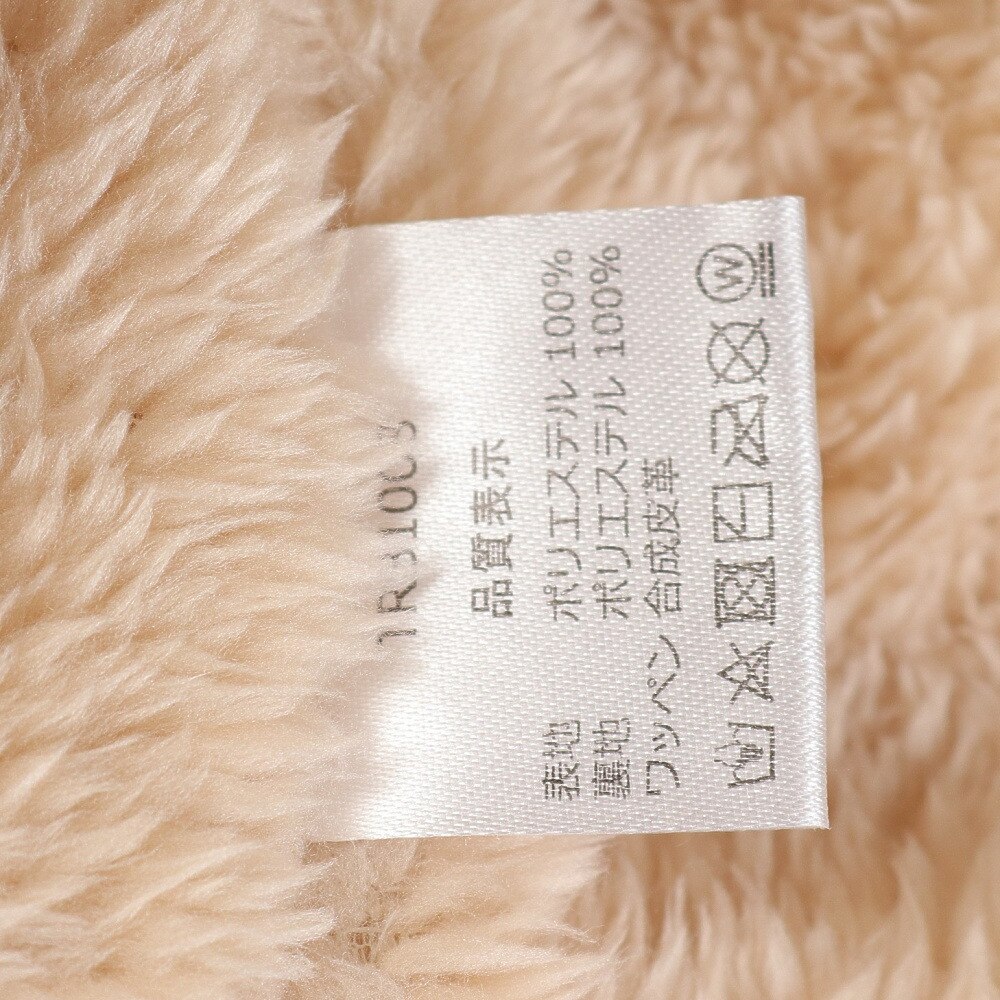 1R31003
品質表示
表地 ポリエステル 100%
裏地 ポリエステル 100%
ワッペン 合成皮革
W